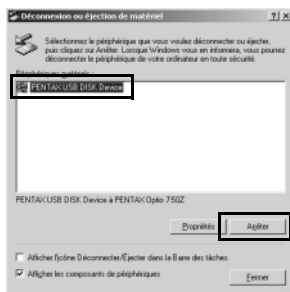 Déconnexion ou éjection de matériel
Sélectionnez le périphérique que vous voulez déconnecter ou éjecter,
puis cliquez sur Arrêter. Lorsque Windows vous en informera, vous pourrez
déconnecter le périphérique de votre ordinateur en toute sécurité.
Périphériques matériels :
PENTAX USB DISK Device
PENTAX USB DISK Device à PENTAX Optio 750Z
Propriétés
Arrêter
Afficher l'icône Déconnecter/Éjecter dans la Barre des tâches
Afficher les composants de périphériques
Fermer